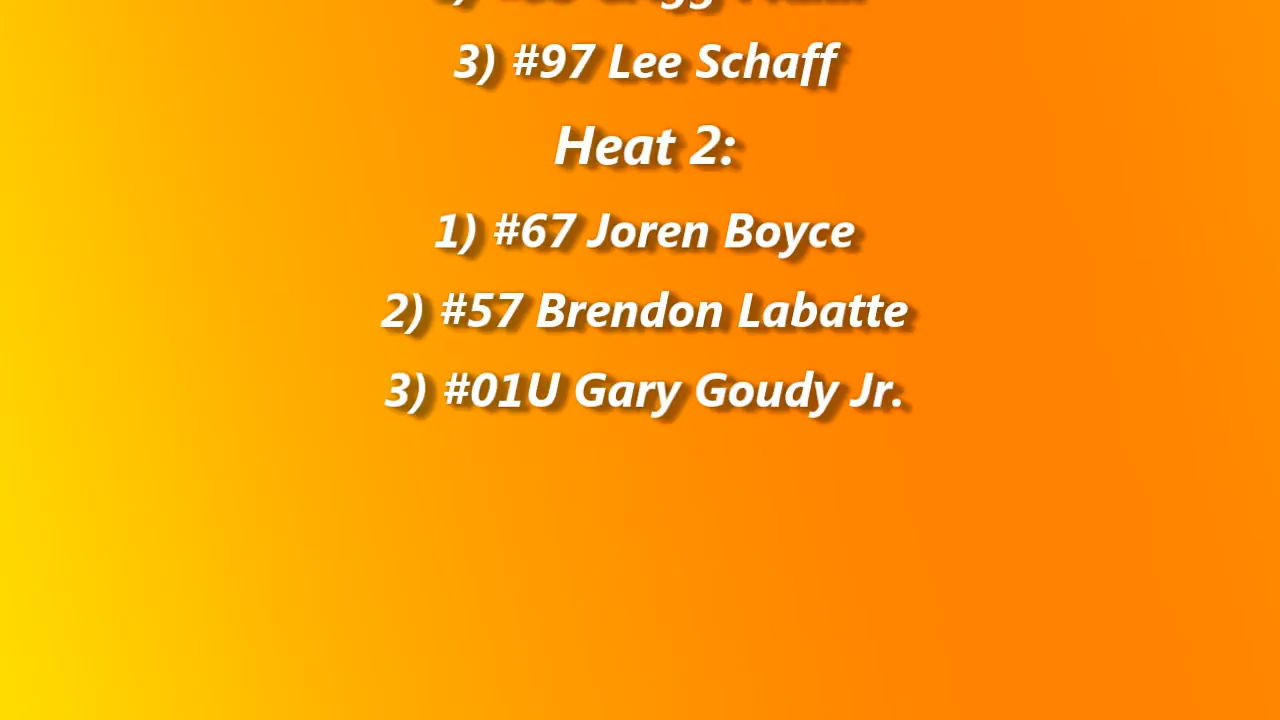 3) #97 Lee Schaff
Heat 2:
1) #67 Joren Boyce
2) #57 Brendon Labatte
3) #01U Gary Goudy Jr.